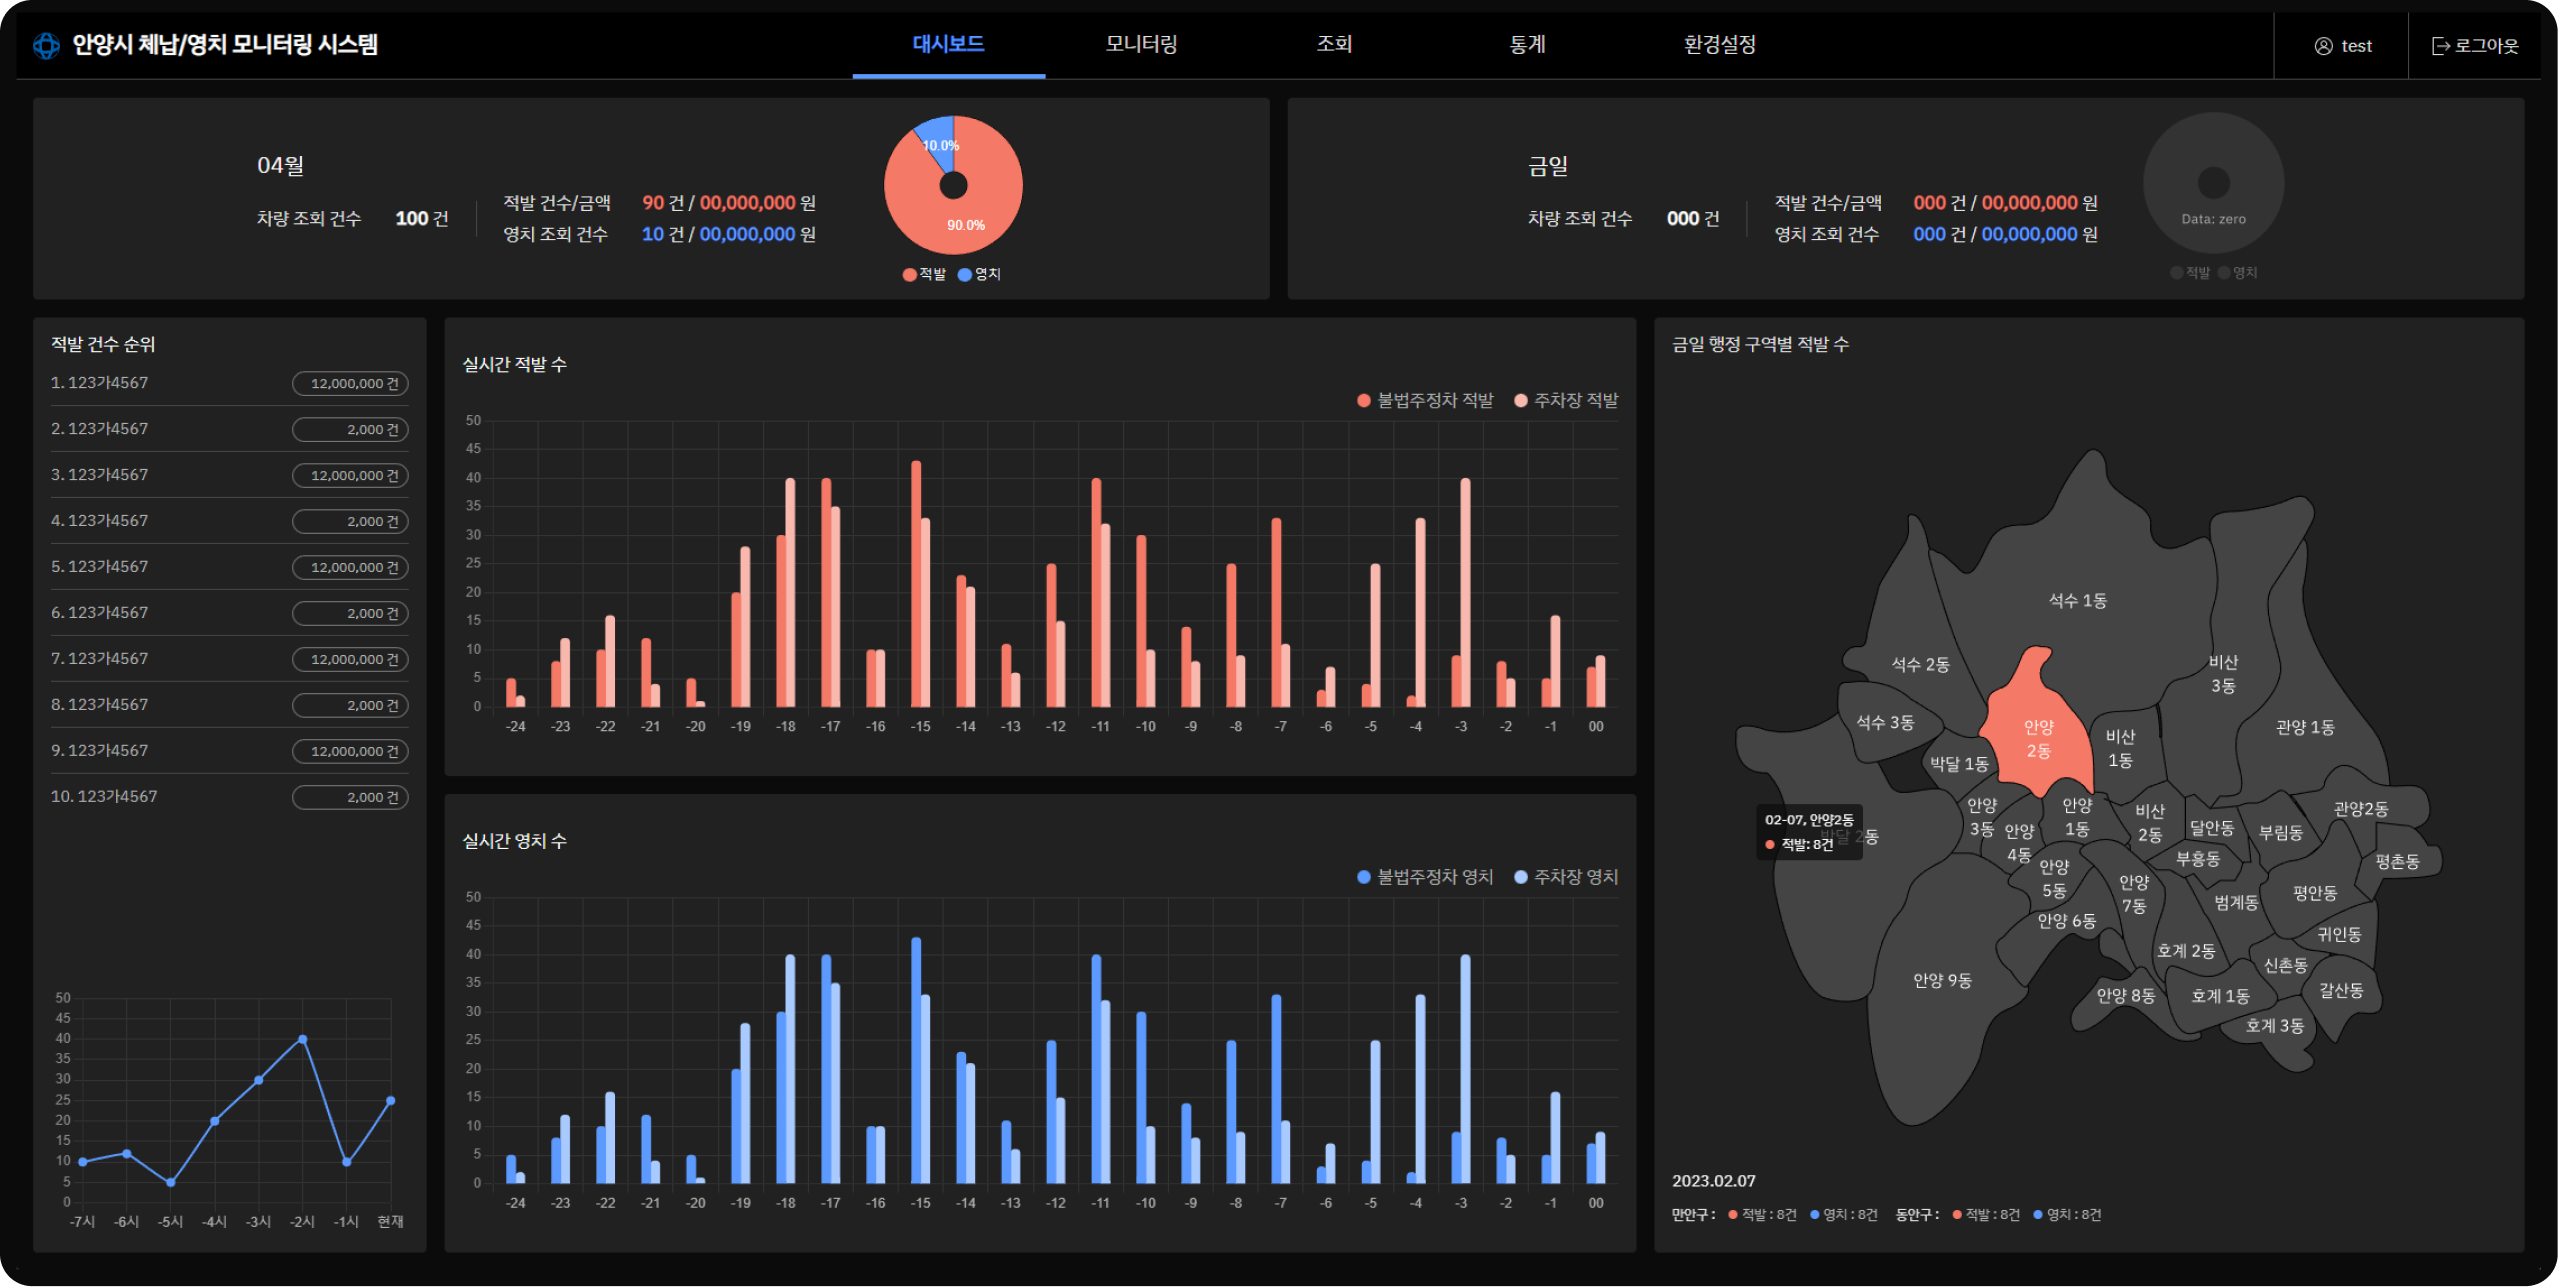 안양시 체납/영치 모니터링 시스템
대시보드
모니터링
조회
통계
환경설정
test
로그아웃
04월
차량 조회 건수 100 건
적발 건수/금액 90 건 / 00,000,000 원
영치 조회 건수 10 건 / 00,000,000 원
10.0%
90.0%
적발 영치
금일
차량 조회 건수 000 건
적발 건수/금액 000 건 / 00,000,000 원
영치 조회 건수 000 건 / 00,000,000 원
Data: zero
적발 영치
적발 건수 순위
1. 123가4567 12,000,000 건
2. 123가4567 2,000 건
3. 123가4567 12,000,000 건
4. 123가4567 2,000 건
5. 123가4567 12,000,000 건
6. 123가4567 2,000 건
7. 123가4567 12,000,000 건
8. 123가4567 2,000 건
9. 123가4567 12,000,000 건
10. 123가4567 2,000 건
50
45
40
35
30
25
20
15
10
5
0
-7시 -6시 -5시 -4시 -3시 -2시 -1시 현재
실시간 적발 수
불법주정차 적발 주차장 적발
50
45
40
35
30
25
20
15
10
5
0
-24 -23 -22 -21 -20 -19 -18 -17 -16 -15 -14 -13 -12 -11 -10 -9 -8 -7 -6 -5 -4 -3 -2 -1 00
실시간 영치 수
불법주정차 영치 주차장 영치
50
45
40
35
30
25
20
15
10
5
0
-24 -23 -22 -21 -20 -19 -18 -17 -16 -15 -14 -13 -12 -11 -10 -9 -8 -7 -6 -5 -4 -3 -2 -1 00
금일 행정 구역별 적발 수
석수 1동
석수 2동
비산
3동
석수 3동
안양
2동
관양 1동
비산
1동
박달 1동
안양
3동
안양
1동
비산
2동
관양2동
02-07, 안양2동
적발: 8건
박달 2동
안양
4동
달안동
부림동
부흥동
평촌동
안양
5동
안양
7동
평안동
범계동
안양 6동
귀인동
호계 2동
신촌동
안양 9동
안양 8동
호계 1동
갈산동
호계 3동
2023.02.07
만안구 : 적발 : 8건 영치 : 8건 동안구 : 적발 : 8건 영치 : 8건